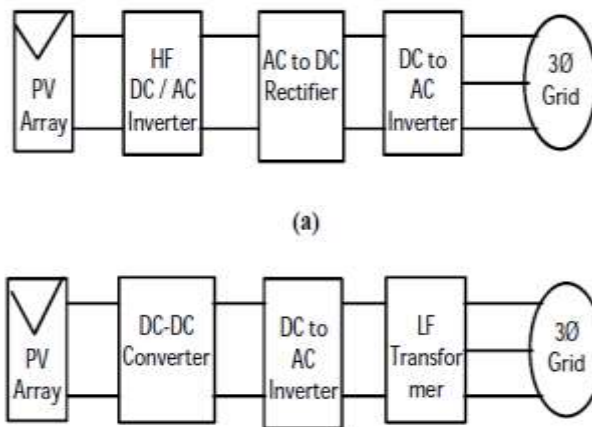 PV
Array
HF
DC / AC
Inverter
AC to DC
Rectifier
DC to
AC
Inverter
3Ø
Grid
(a)
PV
Array
DC-DC
Converter
DC to
AC
Inverter
LF
Transfor
mer
3Ø
Grid